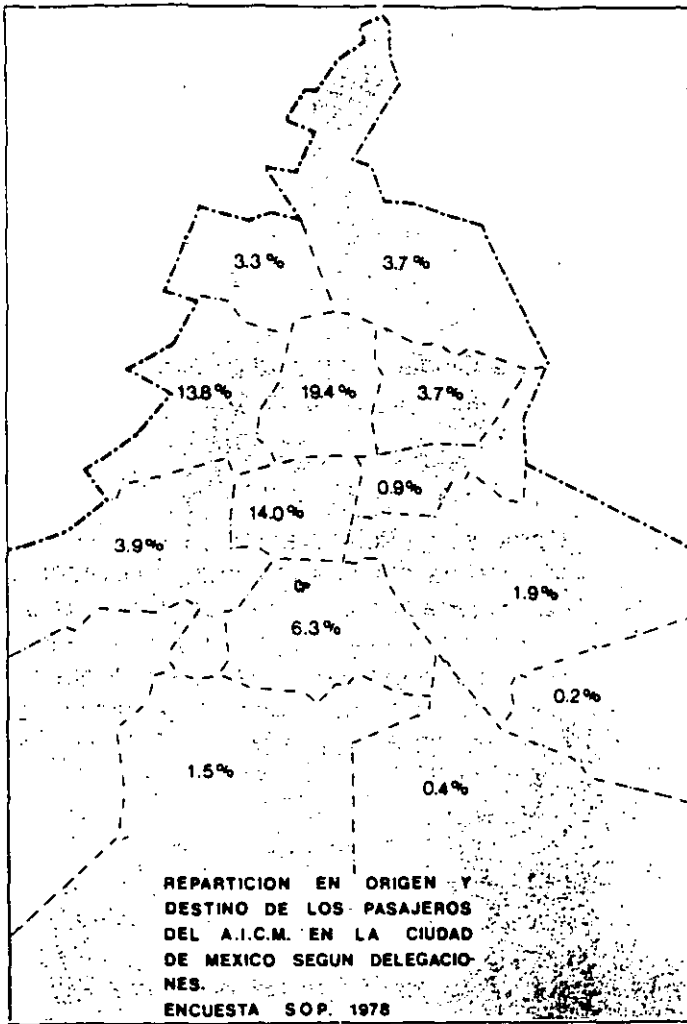 3.3%
3.7%
13.8%
19.4%
3.7%
0.9%
14.0%
3.9%
1.9%
6.3%
0.2%
1.5%
0.4%
REPARTICION EN ORIGEN Y
DESTINO DE LOS PASAJEROS
DEL A.I.C.M. EN LA CIUDAD
DE MEXICO SEGUN DELEGACIO-
NES.
ENCUESTA SOP. 1978